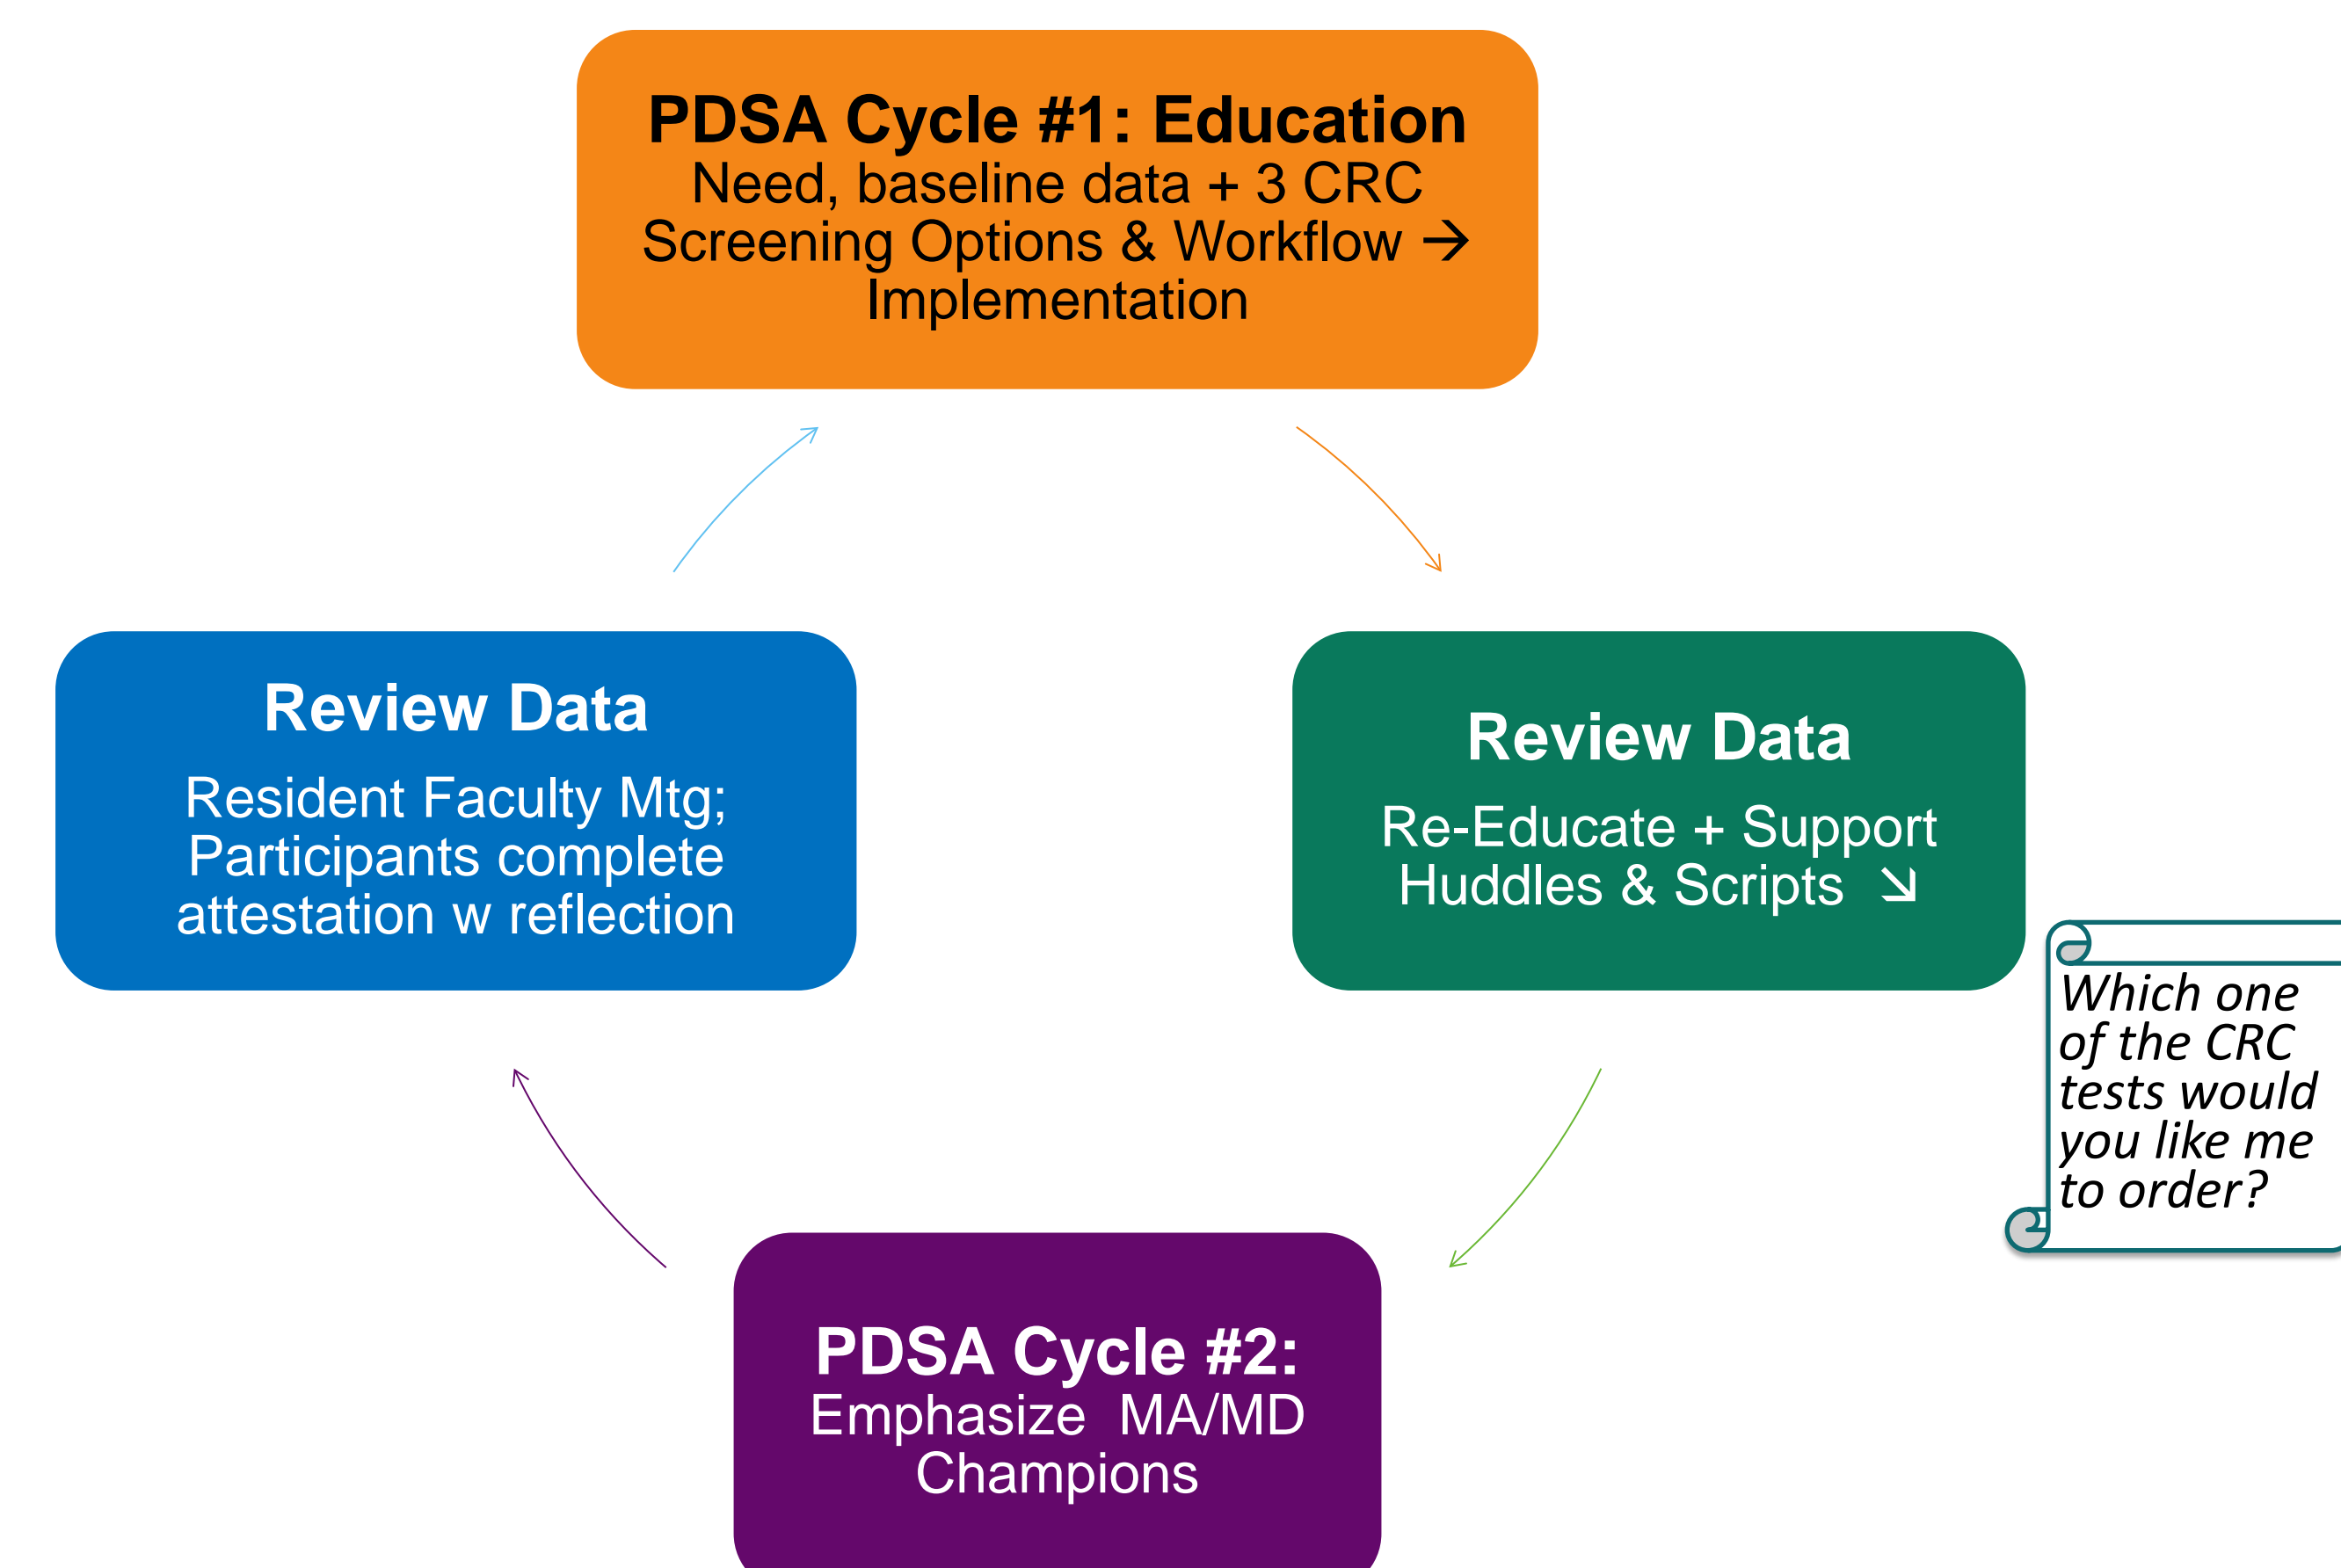 PDSA Cycle #1: Education
Need, baseline data + 3 CRC
Screening Options & Workflow →
Implementation
Review Data
Resident Faculty Mtg;
Participants complete
attestation w reflection
Review Data
Re-Educate + Support
Huddles & Scripts ↘
Which one
of the CRC
tests would
you like me
to order?
PDSA Cycle #2:
Emphasize  MA/MD
Champions